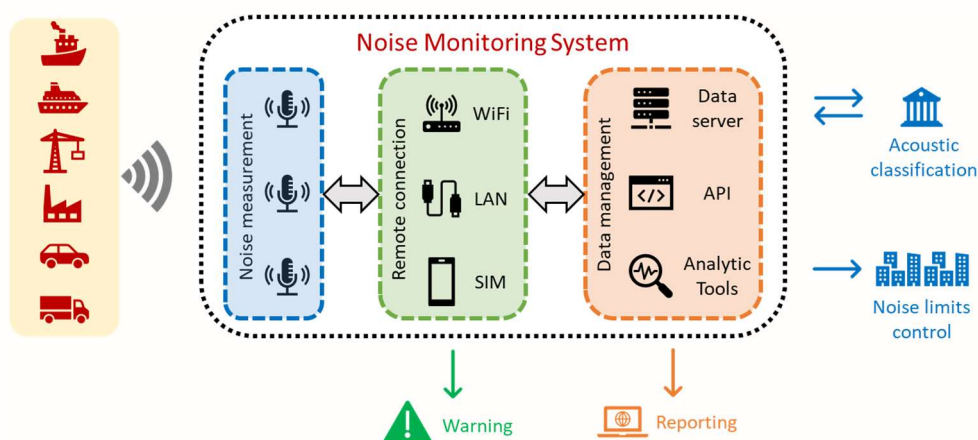 Noise Monitoring System
Noise measurement
Remote connection
WiFi
LAN
SIM
Data management
Data
server
</>
API
Analytic
Tools
Acoustic
classification
Noise limits
control
Warning
Reporting